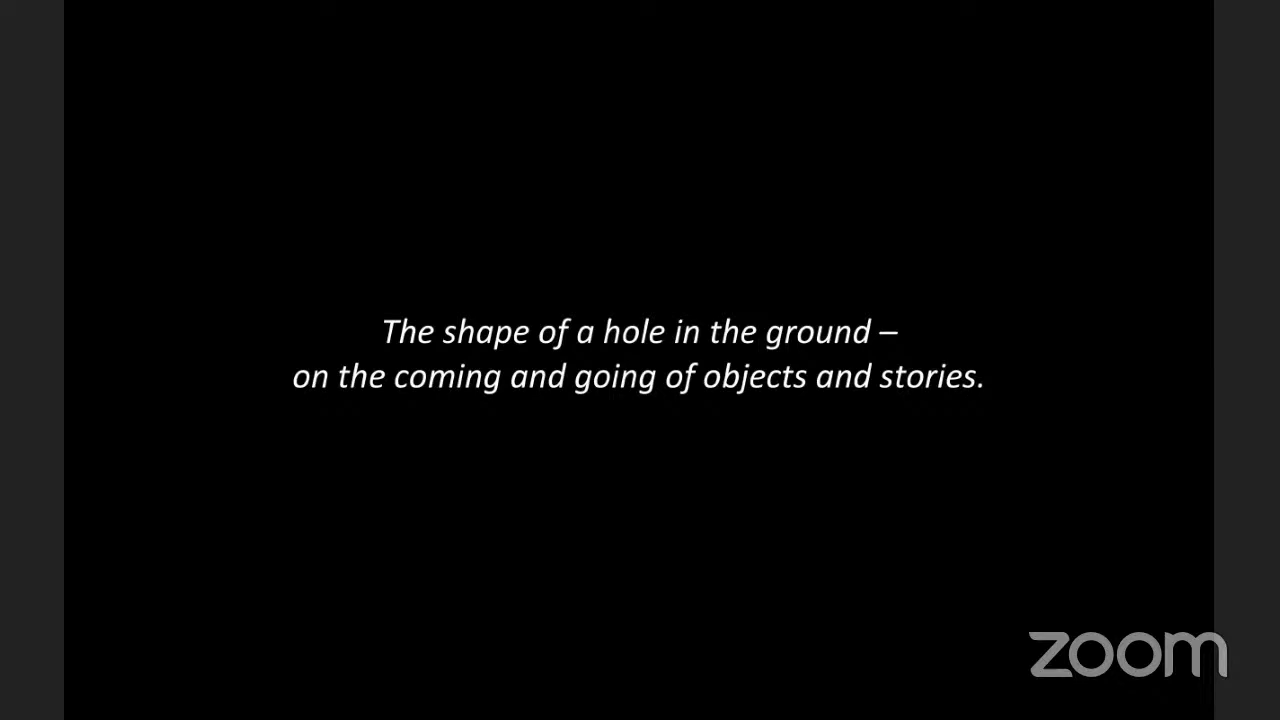 The shape of a hole in the ground –
on the coming and going of objects and stories.
zoom